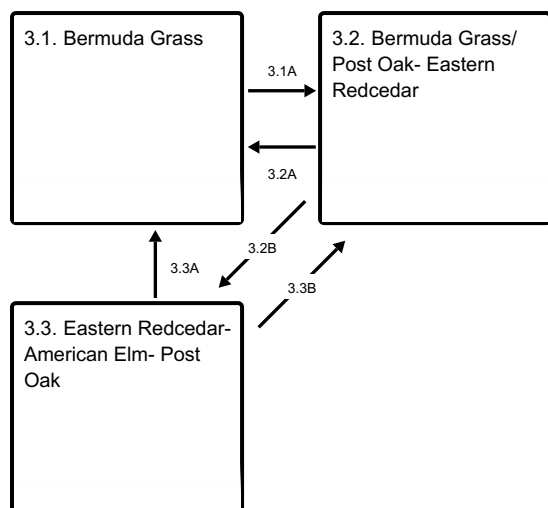 3.1. Bermuda Grass
3.2. Bermuda Grass/
Post Oak- Eastern
Redcedar
3.1A
3.2A
3.2B
3.3A
3.3B
3.3. Eastern Redcedar-
American Elm- Post
Oak